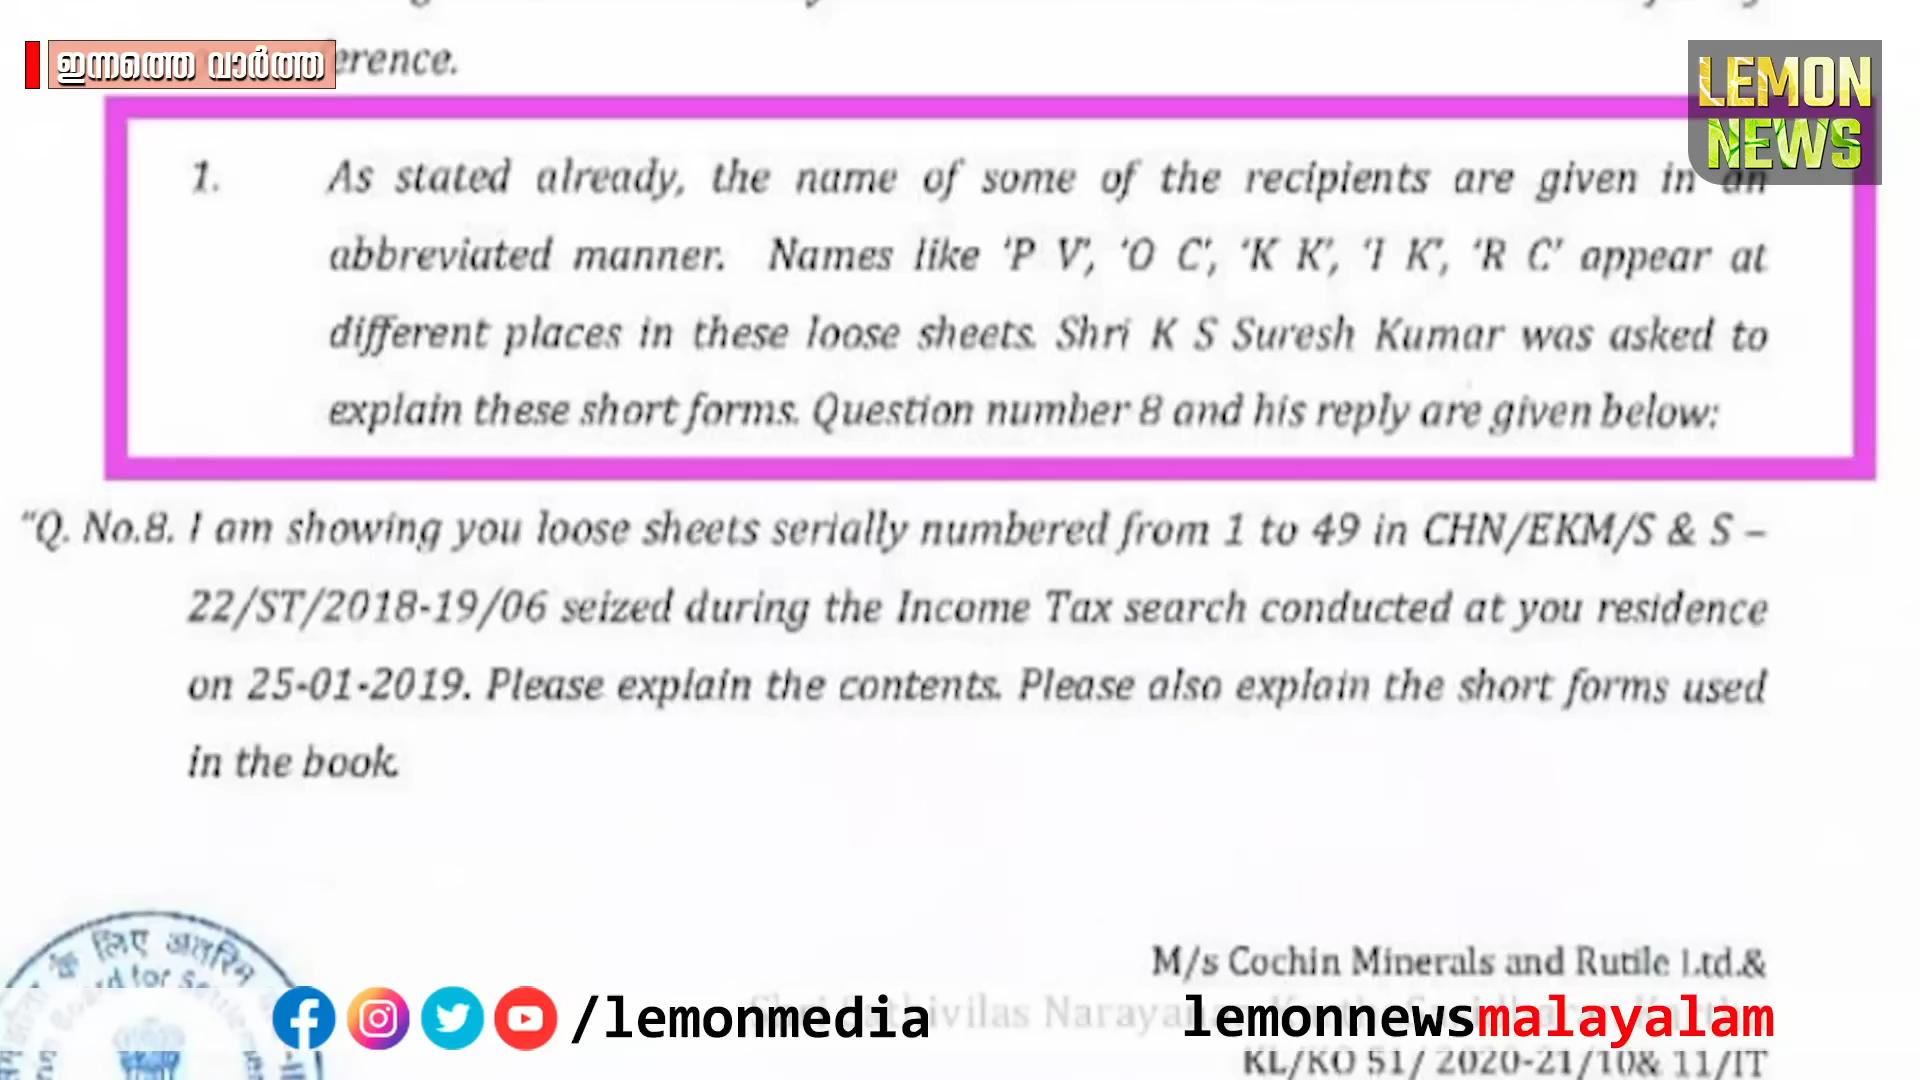 ഇന്നത്തെ വാർത്ത
erence.
LEMON
NEWS
1. As stated already, the name of some of the recipients are given in an
abbreviated manner. Names like ‘P V’, ‘O C’, ‘K K’, ‘I K’, ‘R C’ appear at
different places in these loose sheets. Shri K S Suresh Kumar was asked to
explain these short forms. Question number 8 and his reply are given below:
“Q. No.8. I am showing you loose sheets serially numbered from 1 to 49 in CHN/EKM/S & S –
22/ST/2018-19/06 seized during the Income Tax search conducted at you residence
on 25-01-2019. Please explain the contents. Please also explain the short forms used
in the book.
के लिए अंतरिम
M/s Cochin Minerals and Rutile Ltd.&
Narayana
/lemonmedia
lemonnewsmalayalam
KL/KO 51/ 2020-21/10& 11/IT